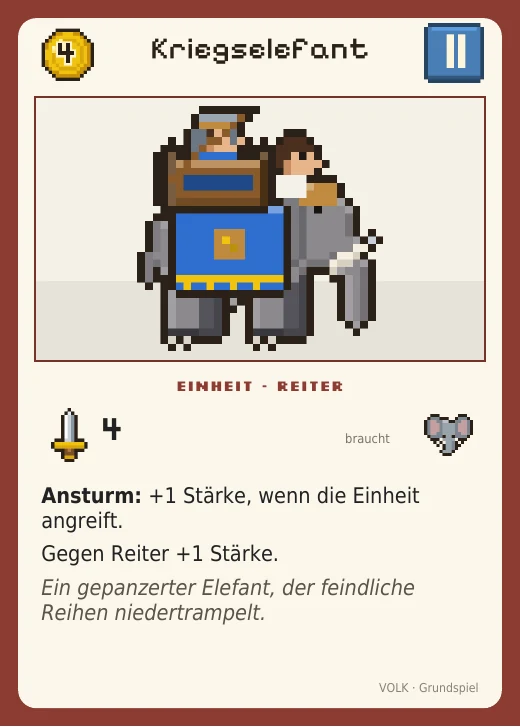 4
Kriegselefant
II
EINHEIT - REITER
4
braucht
Ansturm: +1 Stärke, wenn die Einheit
angreift.
Gegen Reiter +1 Stärke.
Ein gepanzerter Elefant, der feindliche
Reihen niedertrampelt.
VOLK · Grundspiel